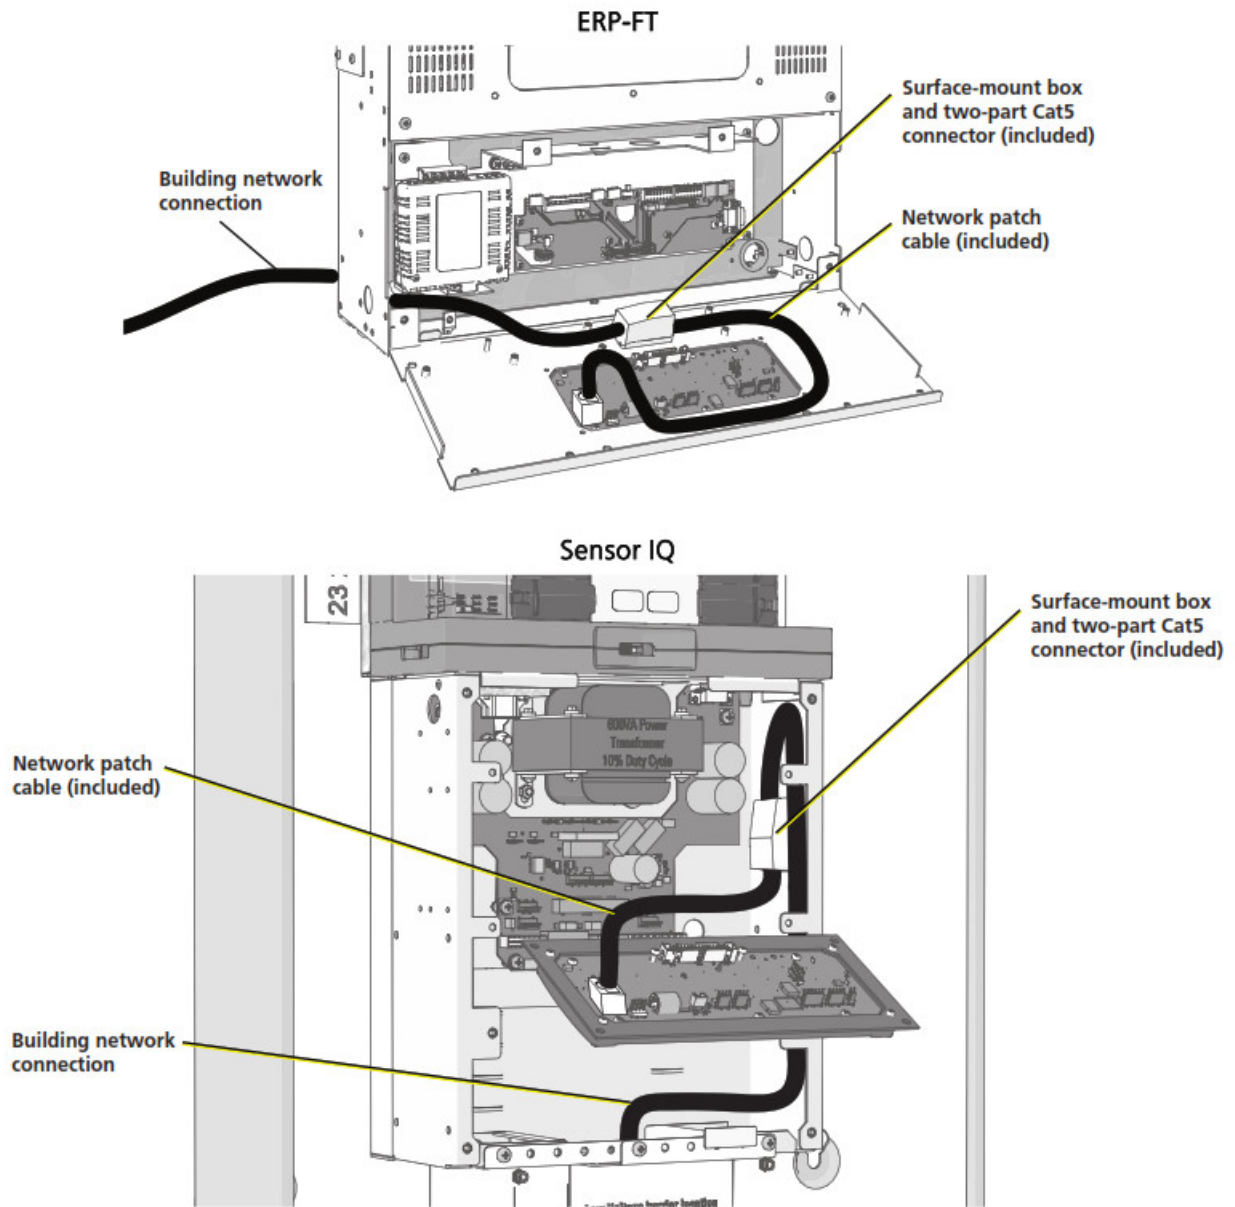 ERP-FT
Surface-mount box
and two-part Cat5
connector (included)
Building network
connection
Network patch
cable (included)
Sensor IQ
23
Surface-mount box
and two-part Cat5
connector (included)
600VA Power
Transformer
10% Duty Cycle
Network patch
cable (included)
Building network
connection
barrier location